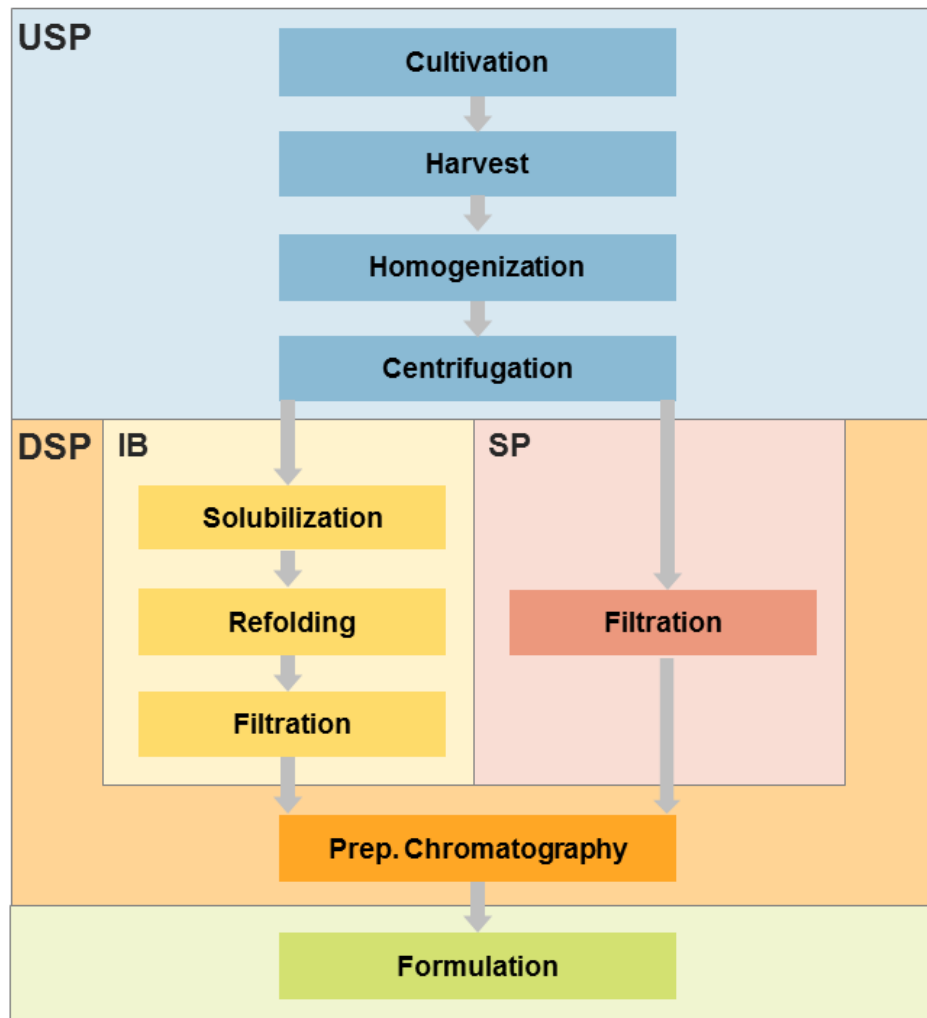 USP
Cultivation
Harvest
Homogenization
Centrifugation
DSP
IB
SP
Solubilization
Refolding
Filtration
Filtration
Prep. Chromatography
Formulation